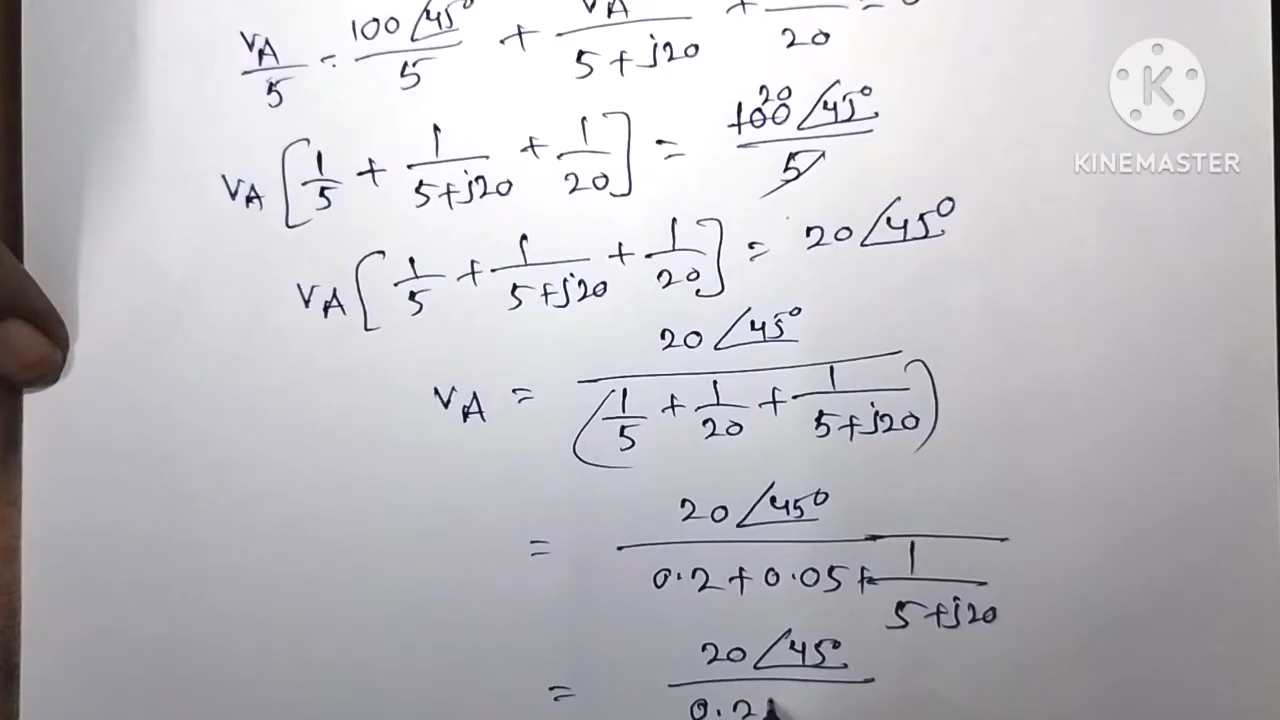 VA/5 - 100∠45°/5 + VA/(5+j20) + /20 = 0
VA[1/5 + 1/(5+j20) + 1/20] = 100∠45°/5 20
VA[1/5 + 1/(5+j20) + 1/20] = 20∠45°
VA = 20∠45°/(1/5 + 1/20 + 1/(5+j20))
= 20∠45°/(0.2+0.05+1/(5+j20))
= 20∠45°/0.2
K
KINEMASTER